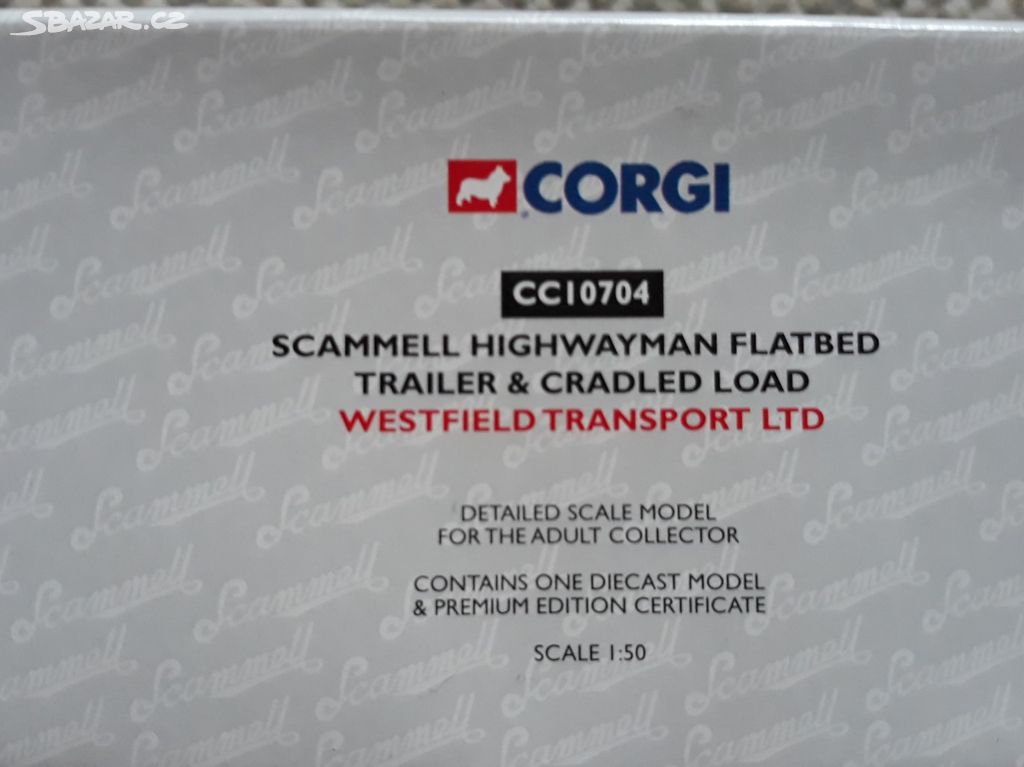 SBAZAR.CZ
CORGI
CC10704
SCAMMELL HIGHWAYMAN FLATBED
TRAILER & CRADLED LOAD
WESTFIELD TRANSPORT LTD
DETAILED SCALE MODEL
FOR THE ADULT COLLECTOR
CONTAINS ONE DIECAST MODEL
& PREMIUM EDITION CERTIFICATE
SCALE 1:50
Scammell